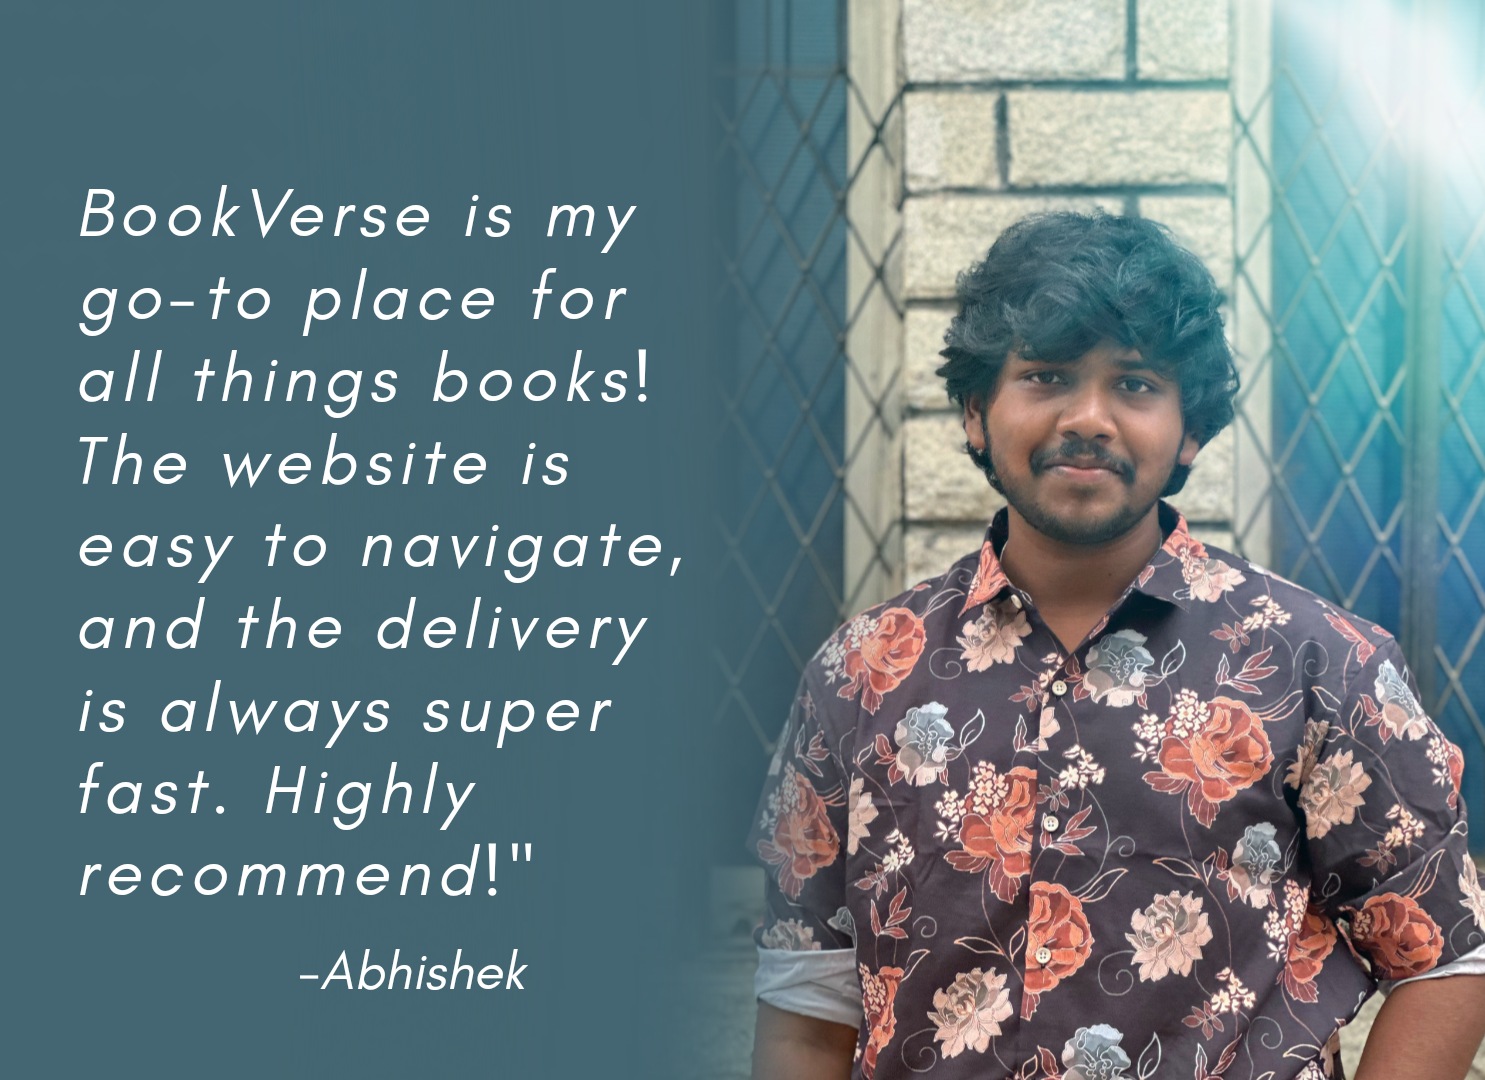 BookVerse is my
go-to place for
all things books!
The website is
easy to navigate,
and the delivery
is always super
fast. Highly
recommend!"
-Abhishek